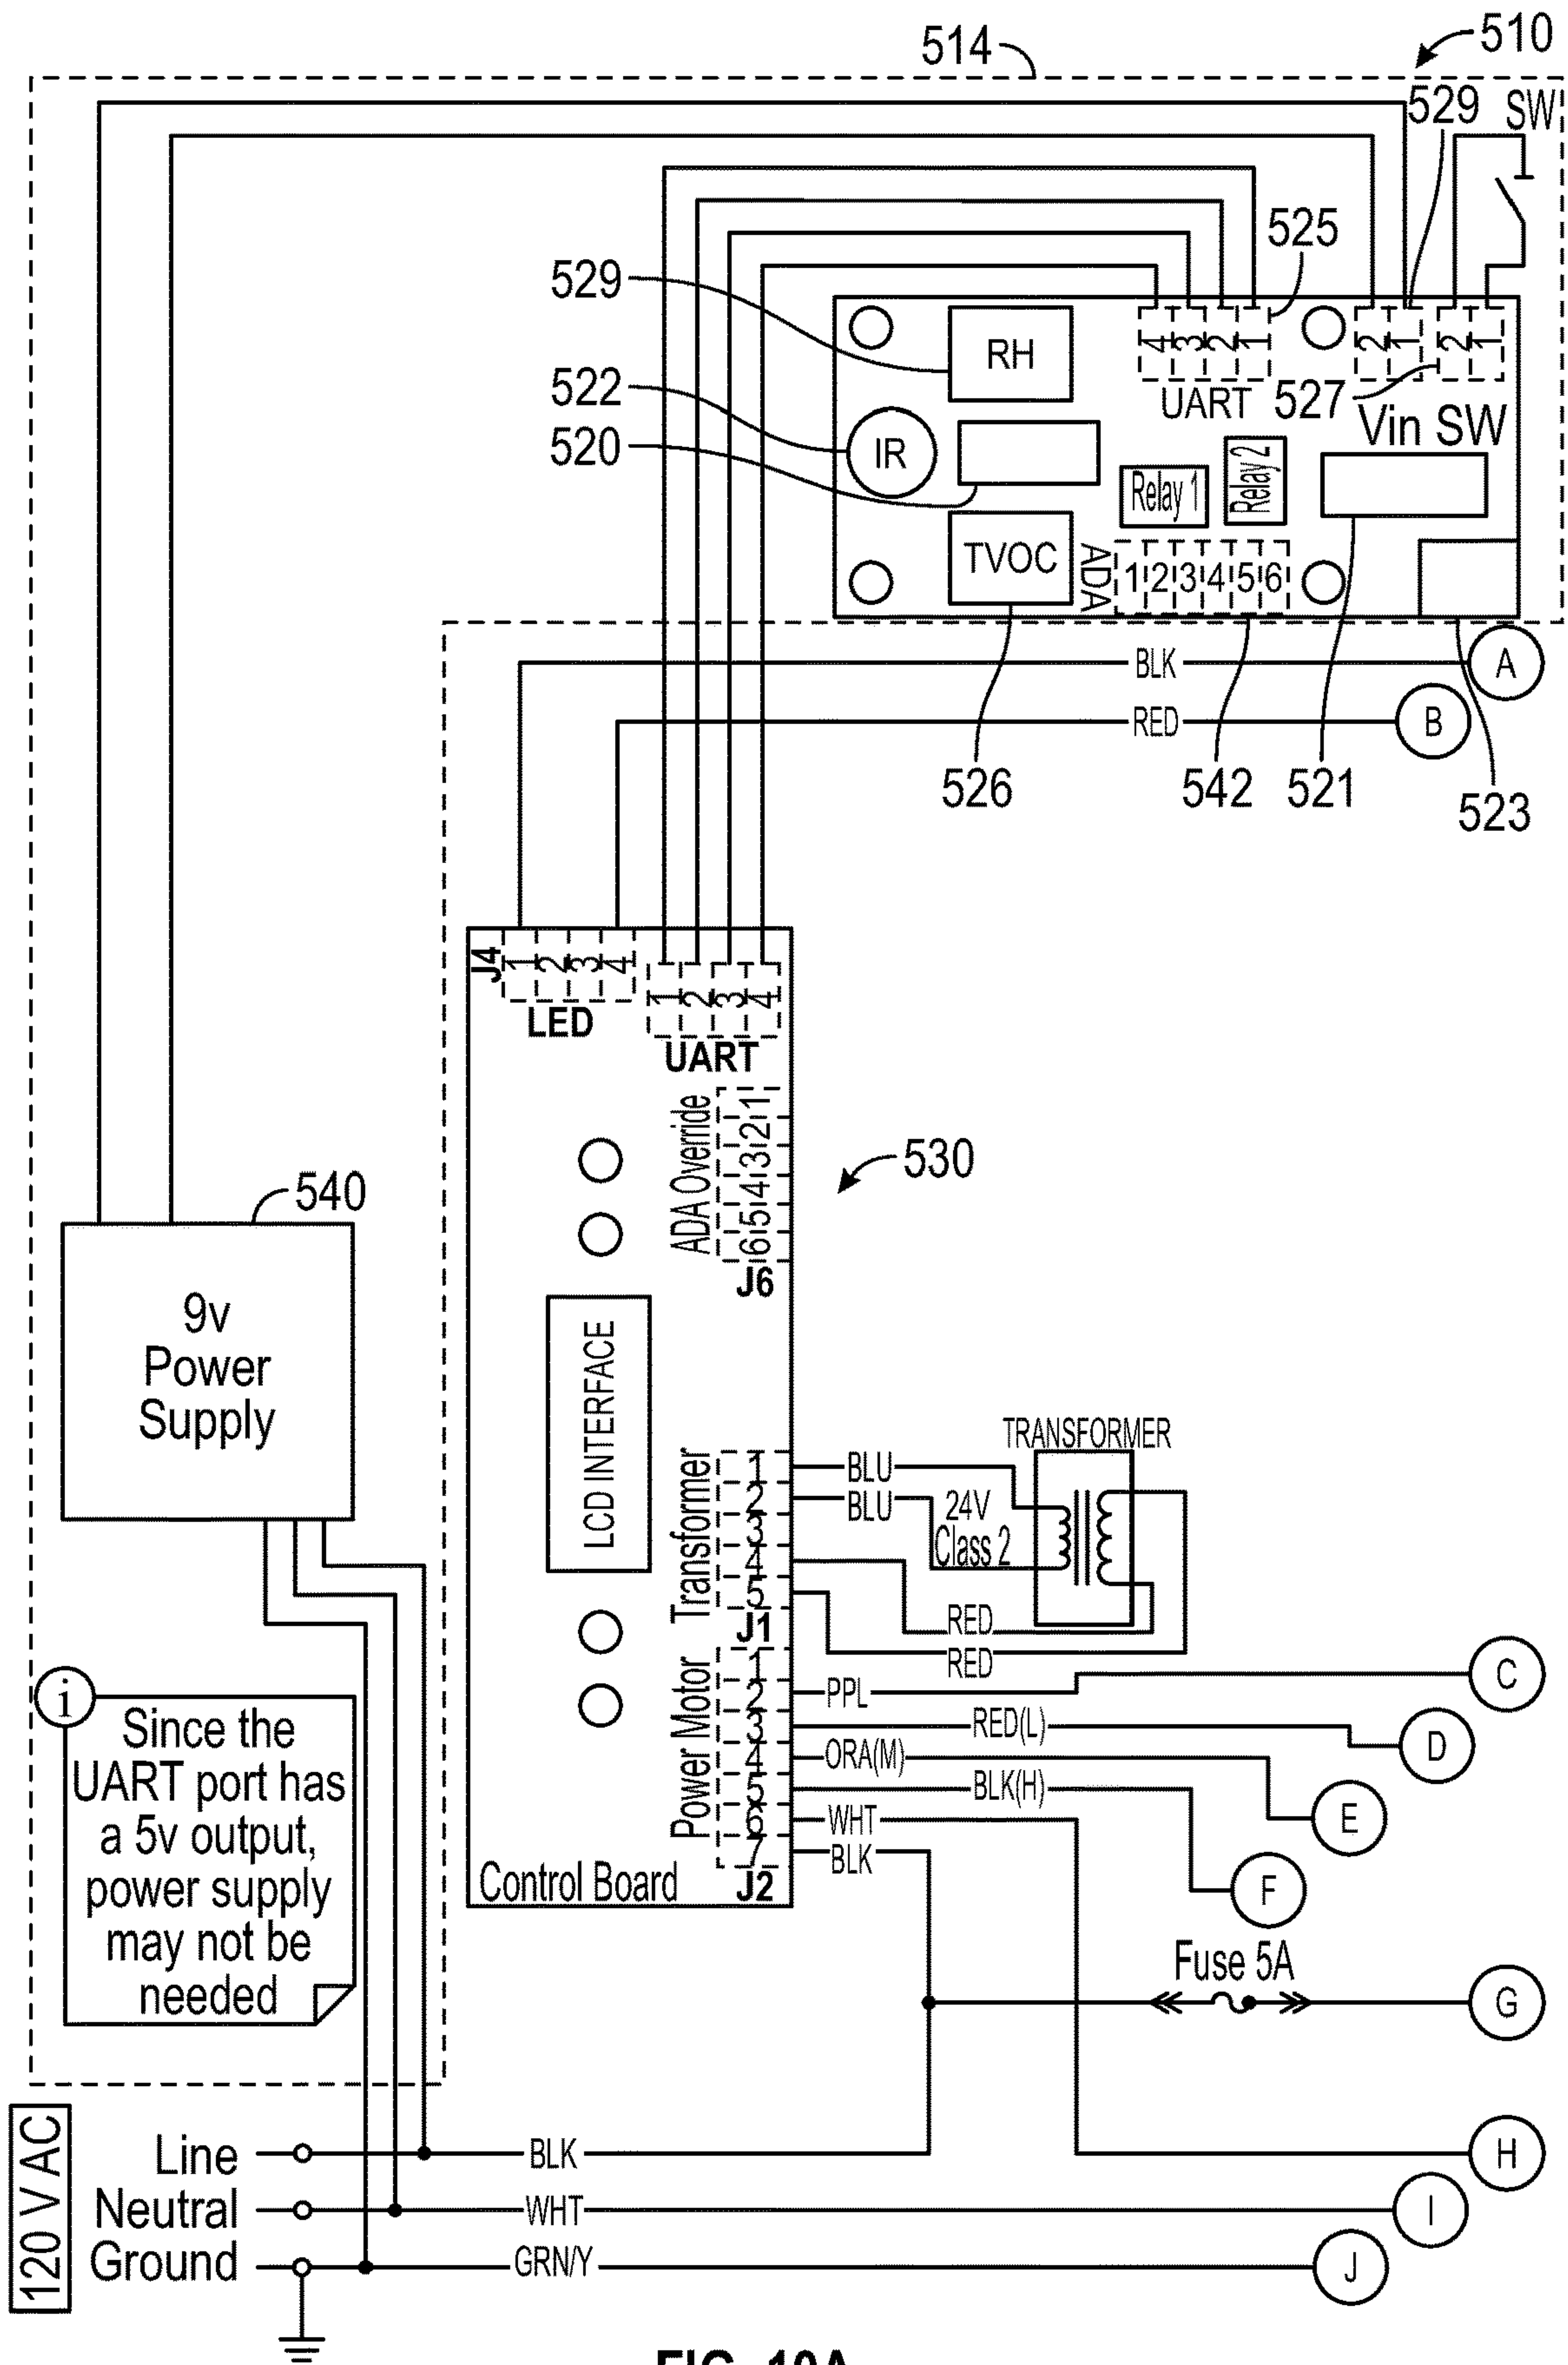 514
510
529
SW
525
529
RH
4 3 2 1
2 1
2 1
522
UART
527
Vin SW
520
IR
Relay 1
Relay 2
TVOC
ADA
1 2 3 4 5 6
BLK
A
RED
B
526
542
521
523
J4
1 2 3 4
LED
1 2 3 4
UART
ADA Override
1 2 3 4 5 6
J6
530
540
9v
Power
Supply
LCD INTERFACE
TRANSFORMER
Transformer
1
2
3
4
5
J1
BLU
BLU
24V
Class 2
RED
RED
Power Motor
1
2
3
4
5
6
7
J2
PPL
C
RED(L)
D
ORA(M)
E
BLK(H)
F
WHT
BLK
Control Board
i
Since the
UART port has
a 5v output,
power supply
may not be
needed
Fuse 5A
G
120 V AC
Line
BLK
H
Neutral
WHT
I
Ground
GRN/Y
J
FIG. 10A